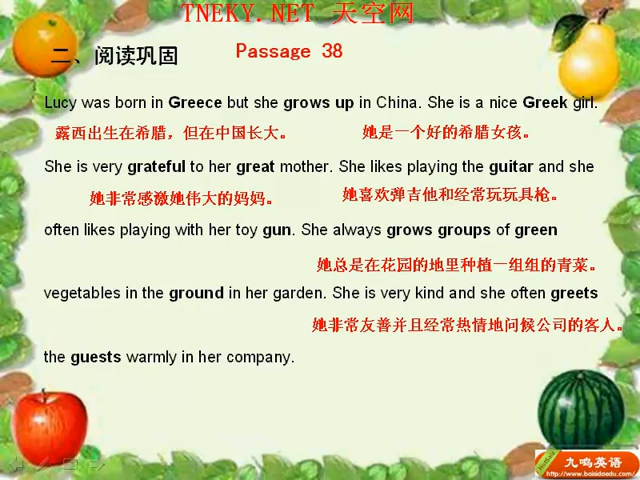 TNEKY.NET 天空网
二、阅读巩固
Passage 38
Lucy was born in Greece but she grows up in China. She is a nice Greek girl.
露西出生在希腊，但在中国长大。 她是一个好的希腊女孩。
She is very grateful to her great mother. She likes playing the guitar and she
她非常感激她伟大的妈妈。 她喜欢弹吉他和经常玩玩具枪。
often likes playing with her toy gun. She always grows groups of green
她总是在花园的地里种植一组组的青菜。
vegetables in the ground in her garden. She is very kind and she often greets
她非常友善并且经常热情地问候公司的客人。
the guests warmly in her company.
九鸣英语